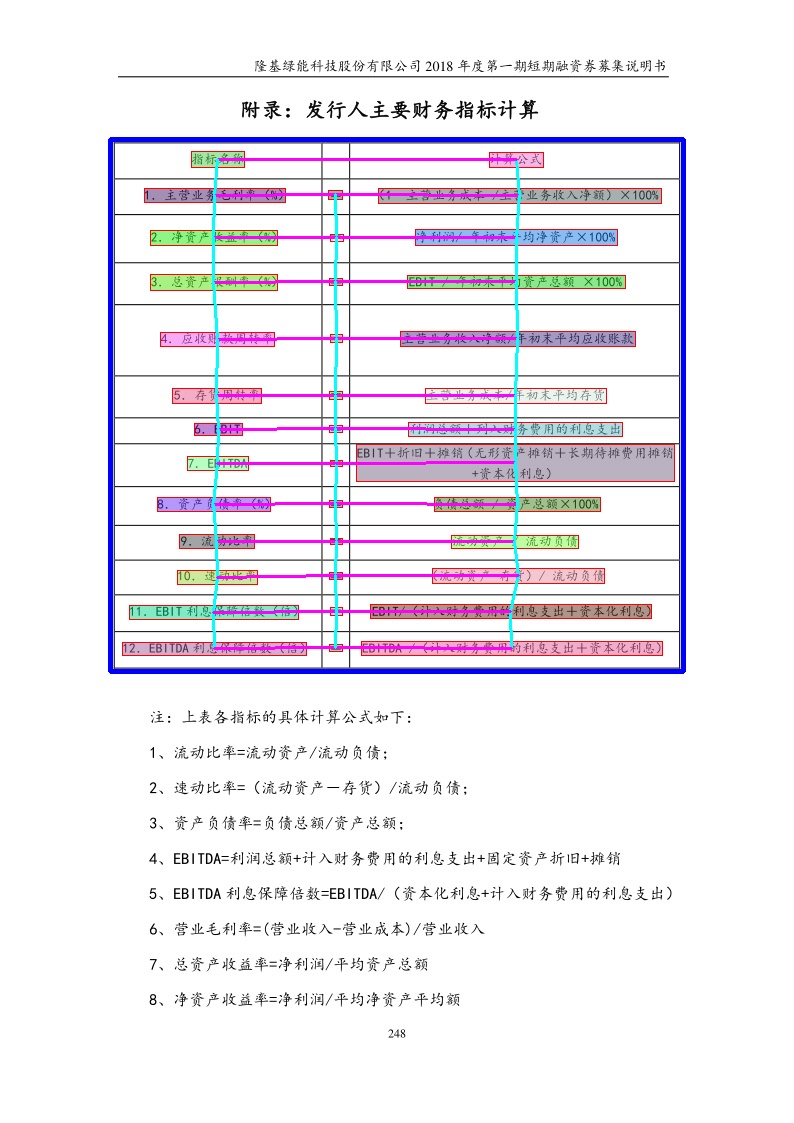 隆基绿能科技股份有限公司 2018 年度第一期短期融资券募集说明书
附录：发行人主要财务指标计算
指标名称 计算公式
1. 主营业务毛利率（%） = （1－主营业务成本 /主营业务收入净额）×100%
2. 净资产收益率（%） = 净利润/ 年初末平均净资产×100%
3. 总资产报酬率（%） = EBIT / 年初末平均资产总额 ×100%
4. 应收账款周转率 = 主营业务收入净额/年初末平均应收账款
5. 存货周转率 = 主营业务成本/年初末平均存货
6. EBIT = 利润总额＋列入财务费用的利息支出
7. EBITDA = EBIT＋折旧＋摊销（无形资产摊销＋长期待摊费用摊销
+资本化利息）
8. 资产负债率（%） = 负债总额 / 资产总额×100%
9. 流动比率 = 流动资产 / 流动负债
10. 速动比率 = （流动资产-存货）/ 流动负债
11. EBIT 利息保障倍数（倍） = EBIT/（计入财务费用的利息支出＋资本化利息）
12. EBITDA 利息保障倍数（倍） = EBITDA /（计入财务费用的利息支出＋资本化利息）
注：上表各指标的具体计算公式如下：
1、流动比率=流动资产/流动负债；
2、速动比率=（流动资产－存货）/流动负债；
3、资产负债率=负债总额/资产总额；
4、EBITDA=利润总额+计入财务费用的利息支出+固定资产折旧+摊销
5、EBITDA 利息保障倍数=EBITDA/（资本化利息+计入财务费用的利息支出）
6、营业毛利率=(营业收入-营业成本)/营业收入
7、总资产收益率=净利润/平均资产总额
8、净资产收益率=净利润/平均净资产平均额
248